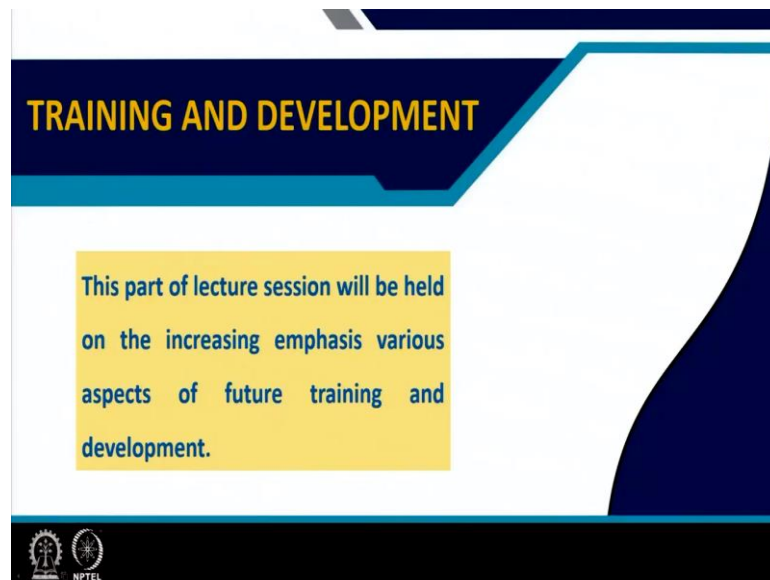 TRAINING AND DEVELOPMENT
This part of lecture session will be held
on the increasing emphasis various
aspects of future training and
development.
NPTEL